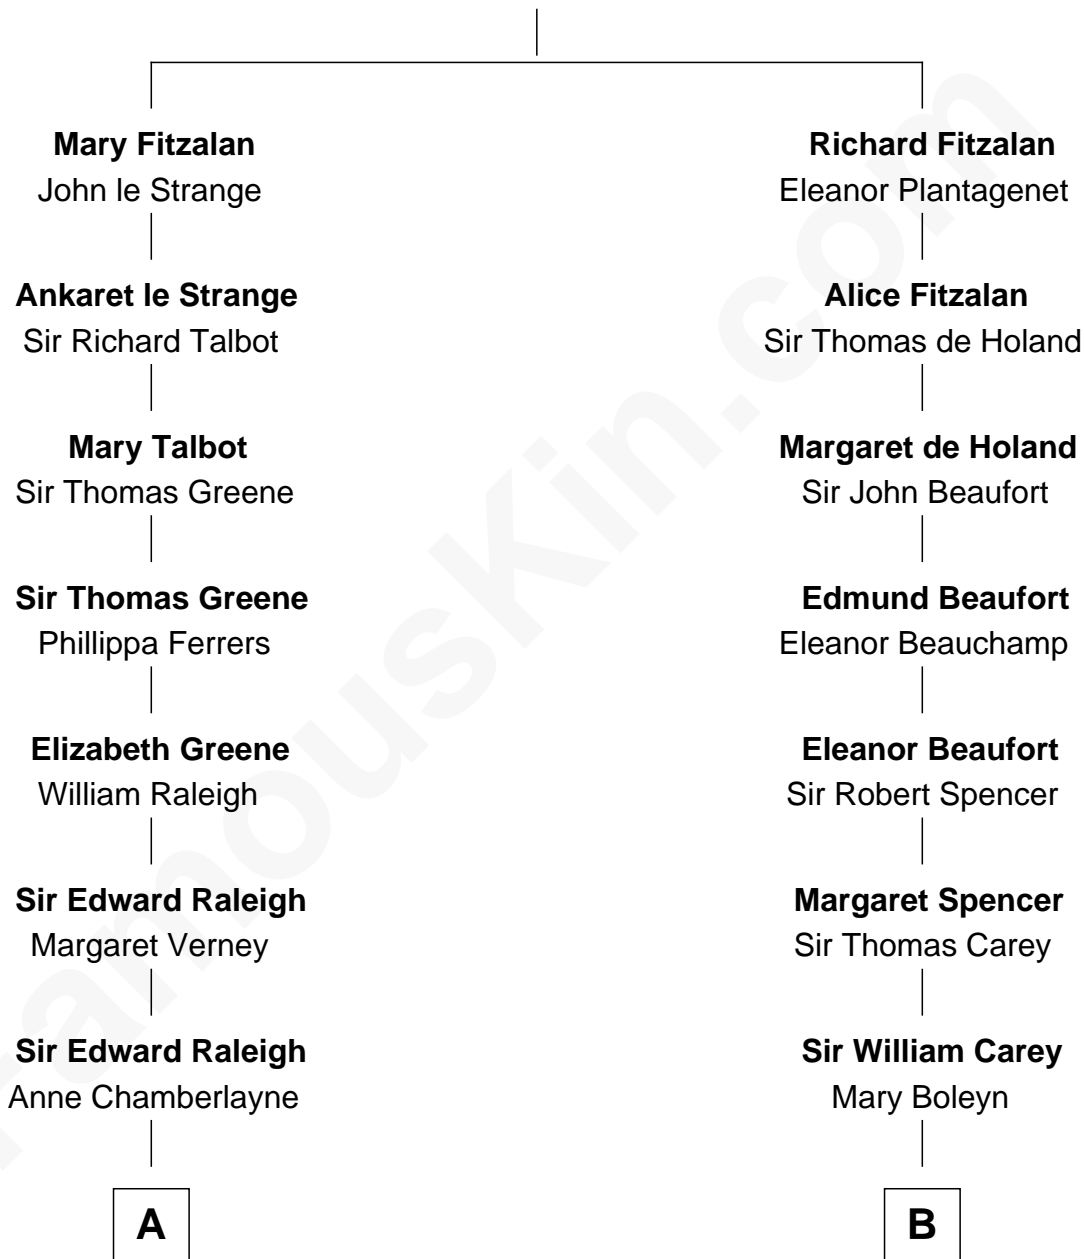 Mary Fitzalan
John le Strange
Ankaret le Strange
Sir Richard Talbot
Mary Talbot
Sir Thomas Greene
Sir Thomas Greene
Phillippa Ferrers
Elizabeth Greene
William Raleigh
Sir Edward Raleigh
Margaret Verney
Sir Edward Raleigh
Anne Chamberlayne
A
Richard Fitzalan
Eleanor Plantagenet
Alice Fitzalan
Sir Thomas de Holand
Margaret de Holand
Sir John Beaufort
Edmund Beaufort
Eleanor Beauchamp
Eleanor Beaufort
Sir Robert Spencer
Margaret Spencer
Sir Thomas Carey
Sir William Carey
Mary Boleyn
B
FamousKin.com